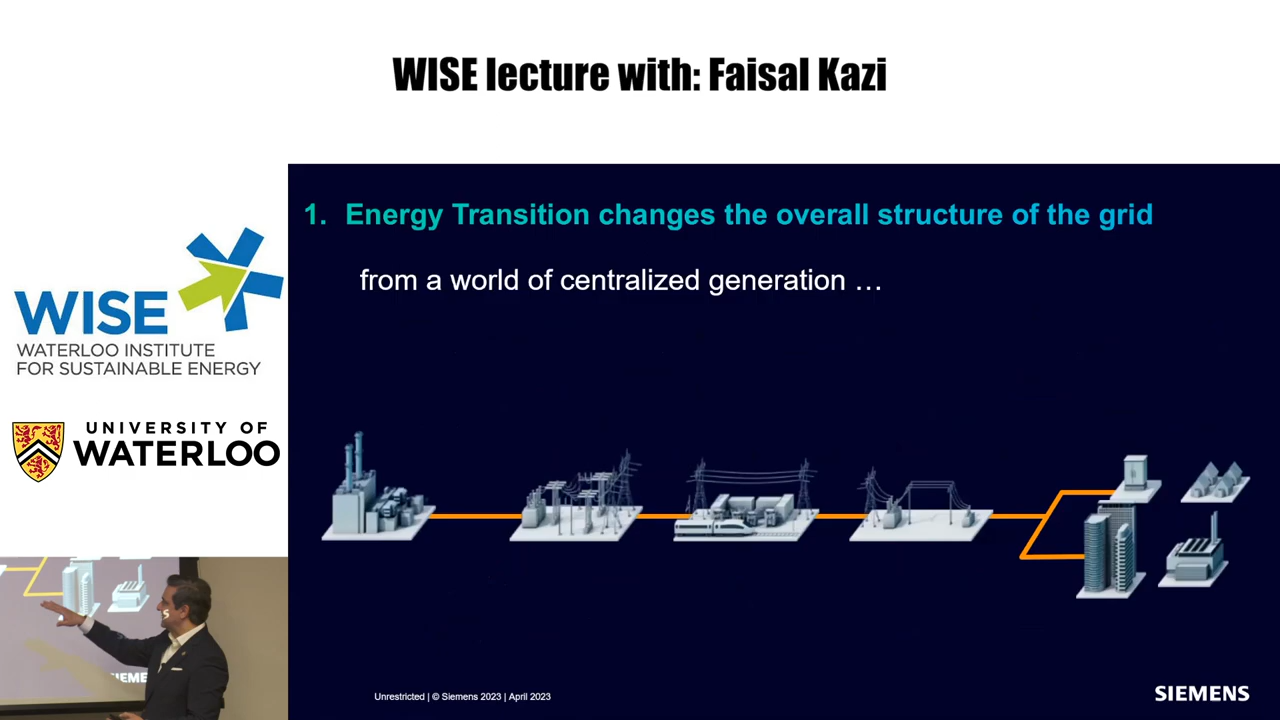 WISE lecture with: Faisal Kazi
1. Energy Transition changes the overall structure of the grid
from a world of centralized generation …
WISE
WATERLOO INSTITUTE
FOR SUSTAINABLE ENERGY
UNIVERSITY OF
WATERLOO
Unrestricted | © Siemens 2023 | April 2023
SIEMENS